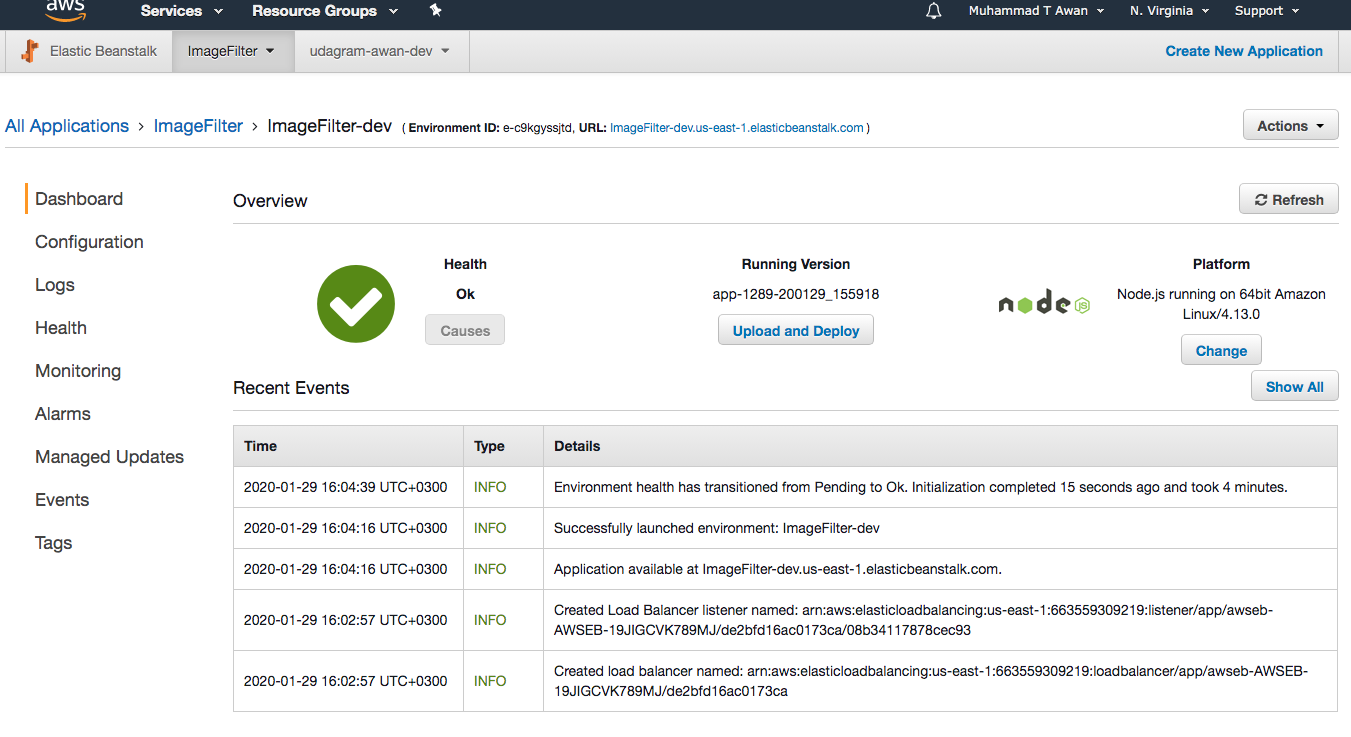 aws Services Resource Groups Muhammad T Awan N. Virginia Support
Elastic Beanstalk ImageFilter udagram-awan-dev Create New Application
All Applications › ImageFilter › ImageFilter-dev ( Environment ID: e-c9kgyssjtd, URL: ImageFilter-dev.us-east-1.elasticbeanstalk.com )
Actions
Dashboard
Configuration
Logs
Health
Monitoring
Alarms
Managed Updates
Events
Tags
Overview
Refresh
Health
Ok
Causes
Running Version
app-1289-200129_155918
Upload and Deploy
node JS
Platform
Node.js running on 64bit Amazon
Linux/4.13.0
Change
Recent Events
Show All
Time Type Details
2020-01-29 16:04:39 UTC+0300 INFO Environment health has transitioned from Pending to Ok. Initialization completed 15 seconds ago and took 4 minutes.
2020-01-29 16:04:16 UTC+0300 INFO Successfully launched environment: ImageFilter-dev
2020-01-29 16:04:16 UTC+0300 INFO Application available at ImageFilter-dev.us-east-1.elasticbeanstalk.com.
2020-01-29 16:02:57 UTC+0300 INFO Created Load Balancer listener named: arn:aws:elasticloadbalancing:us-east-1:663559309219:listener/app/awseb-
AWSEB-19JIGCVK789MJ/de2bfd16ac0173ca/08b34117878cec93
2020-01-29 16:02:57 UTC+0300 INFO Created load balancer named: arn:aws:elasticloadbalancing:us-east-1:663559309219:loadbalancer/app/awseb-AWSEB-
19JIGCVK789MJ/de2bfd16ac0173ca